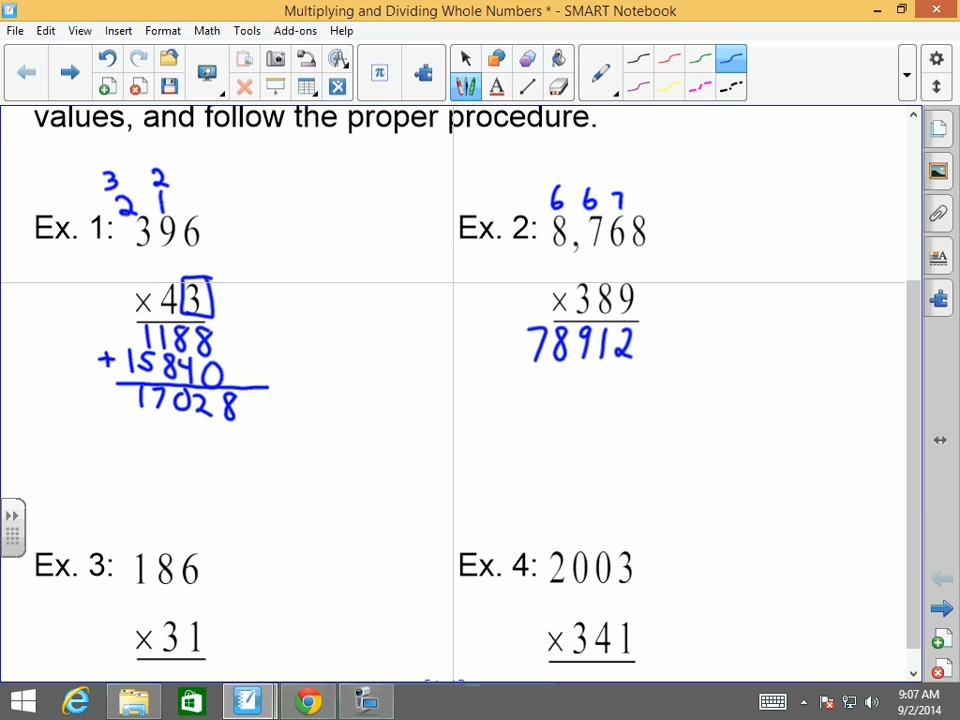 Multiplying and Dividing Whole Numbers * - SMART Notebook
File Edit View Insert Format Tools Add-ons Help
values, and follow the proper procedure.
3 2
2 1
Ex. 1: 396
×43
1188
+15840
17028
6 6 7
Ex. 2: 8,768
×389
78912
Ex. 3: 186
×31
Ex. 4: 2003
×341
9:07 AM
9/2/2014